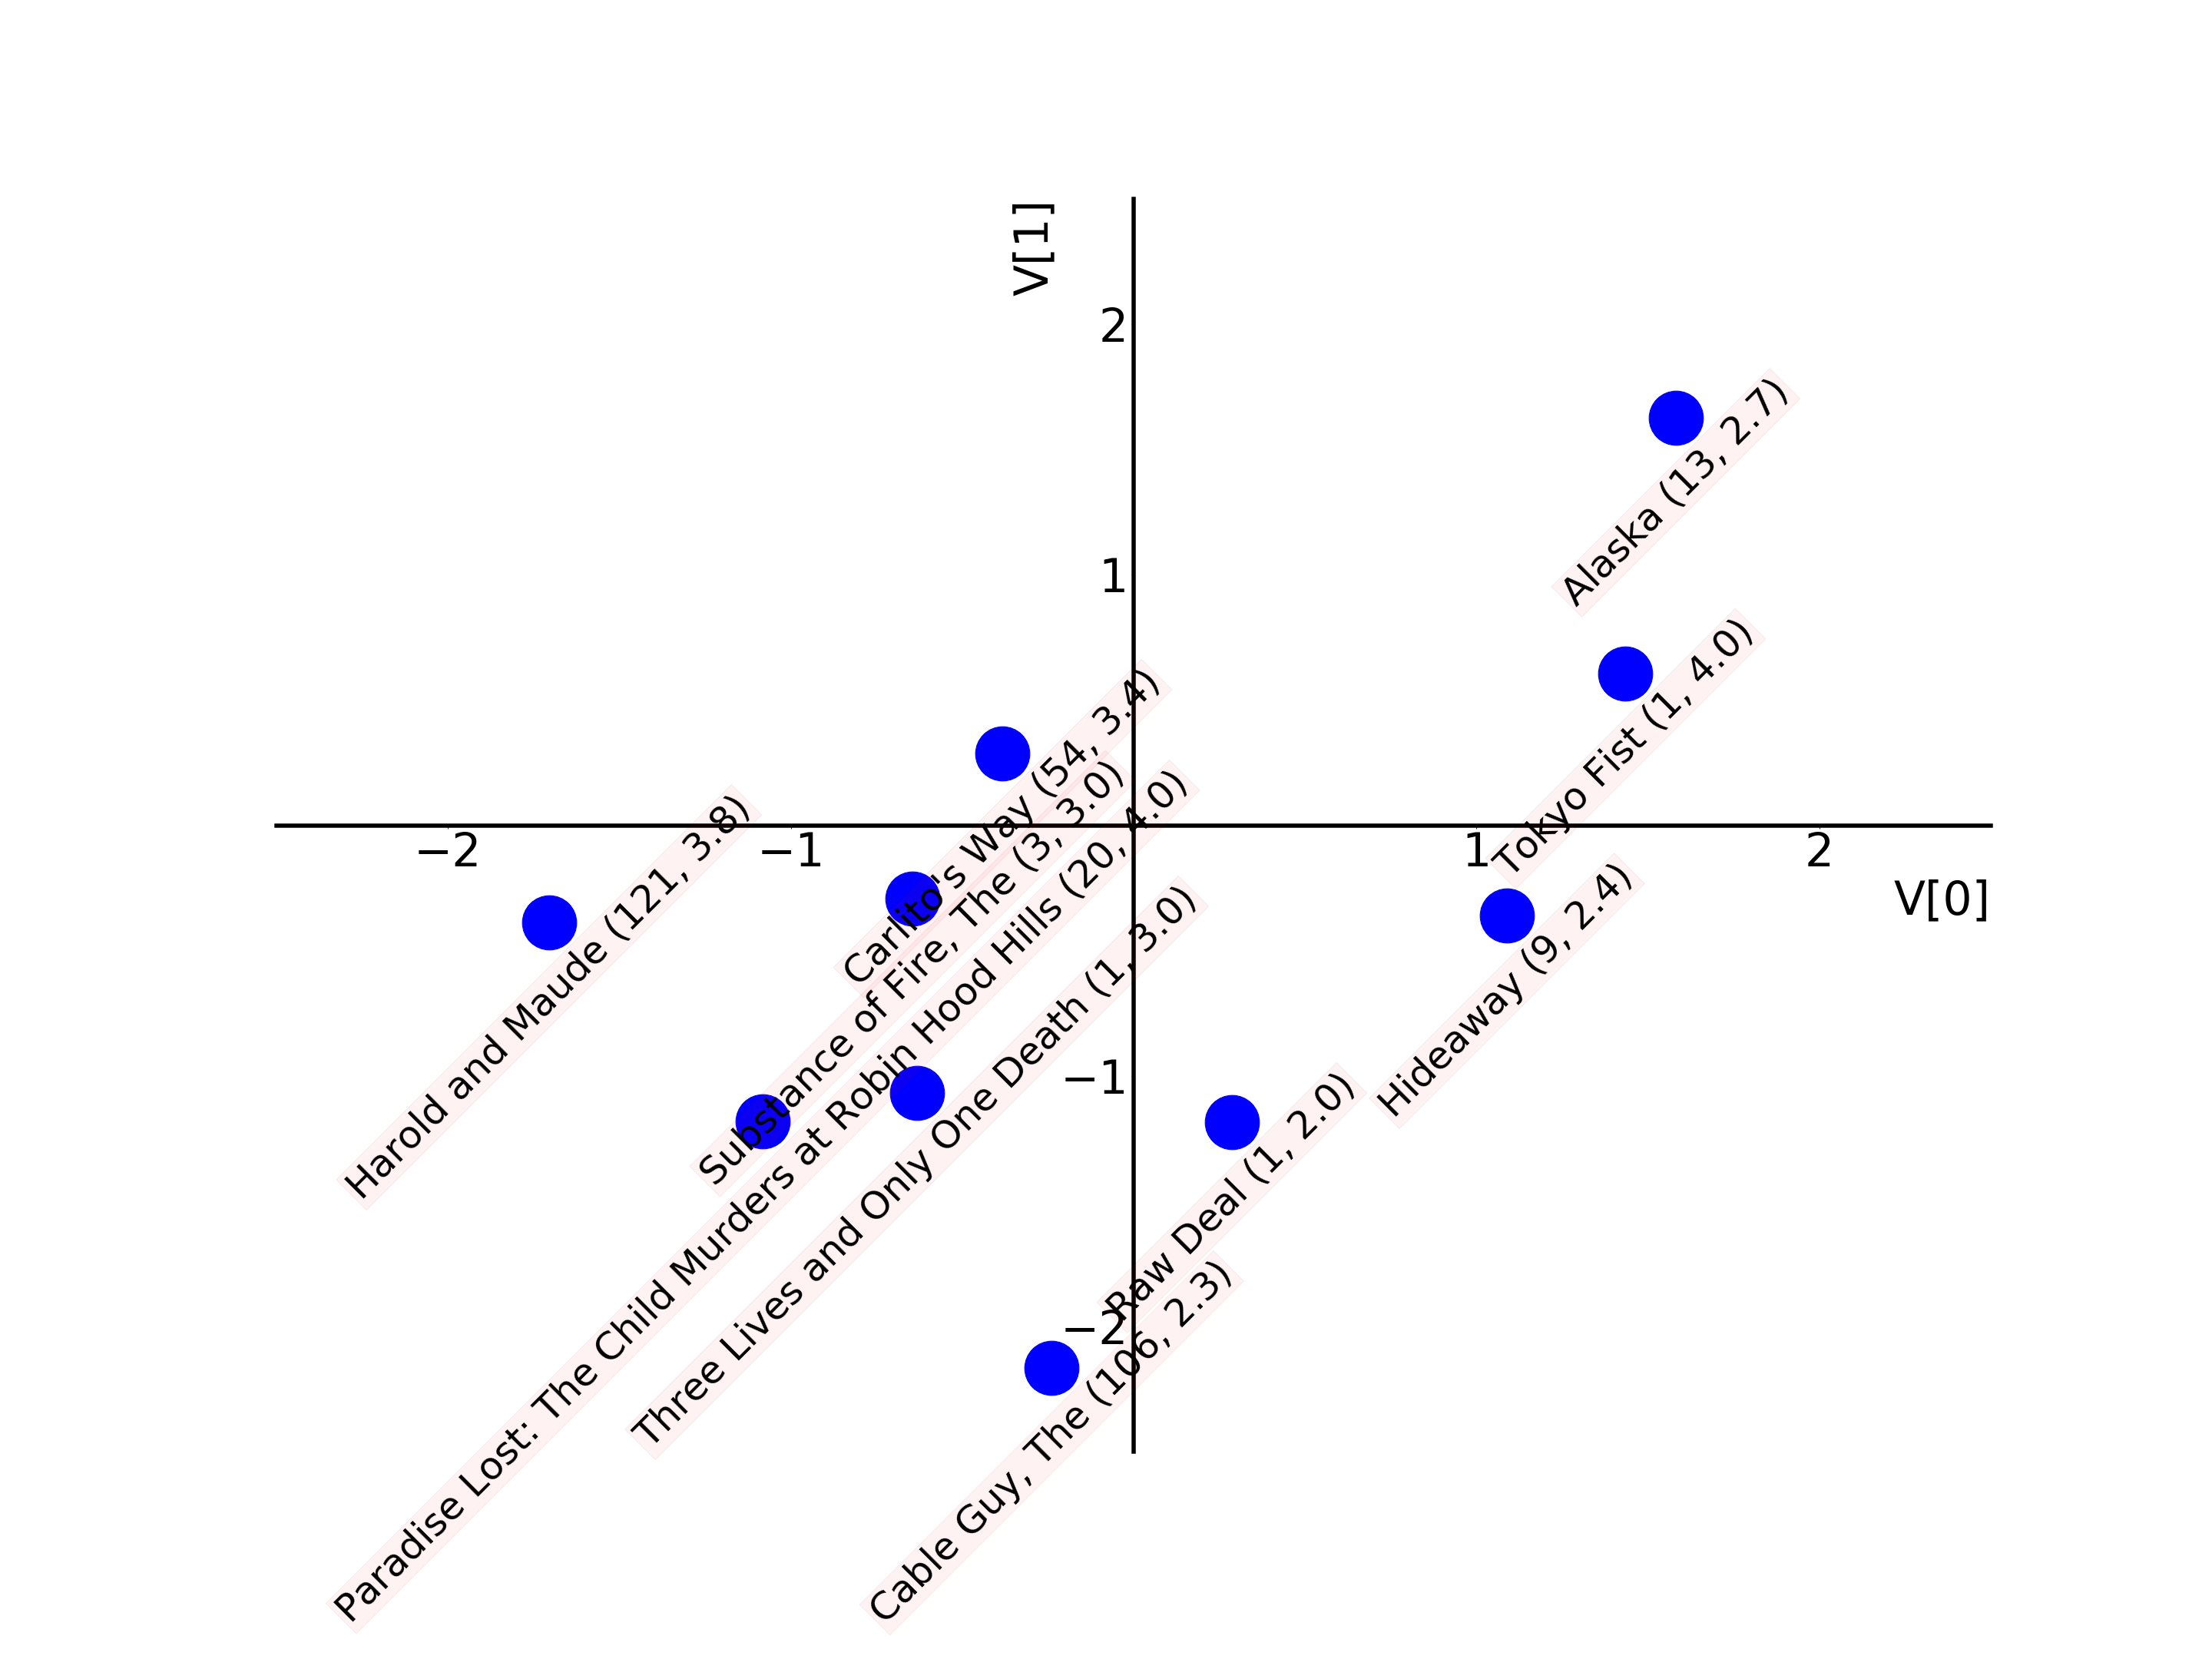 V[1]
2
Alaska (13, 2.7)
1
Tokyo Fist (1, 4.0)
Carlito's Way (54, 3.4)
Substance of Fire, The (3, 3.0)
Paradise Lost: The Child Murders at Robin Hood Hills (20, 4.0)
Harold and Maude (121, 3.8)
−2
−1
1
2
V[0]
Hideaway (9, 2.4)
Three Lives and Only One Death (1, 3.0)
−1
Raw Deal (1, 2.0)
−2
Cable Guy, The (106, 2.3)